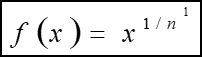 f (x) = x^{1 / n^{1}}